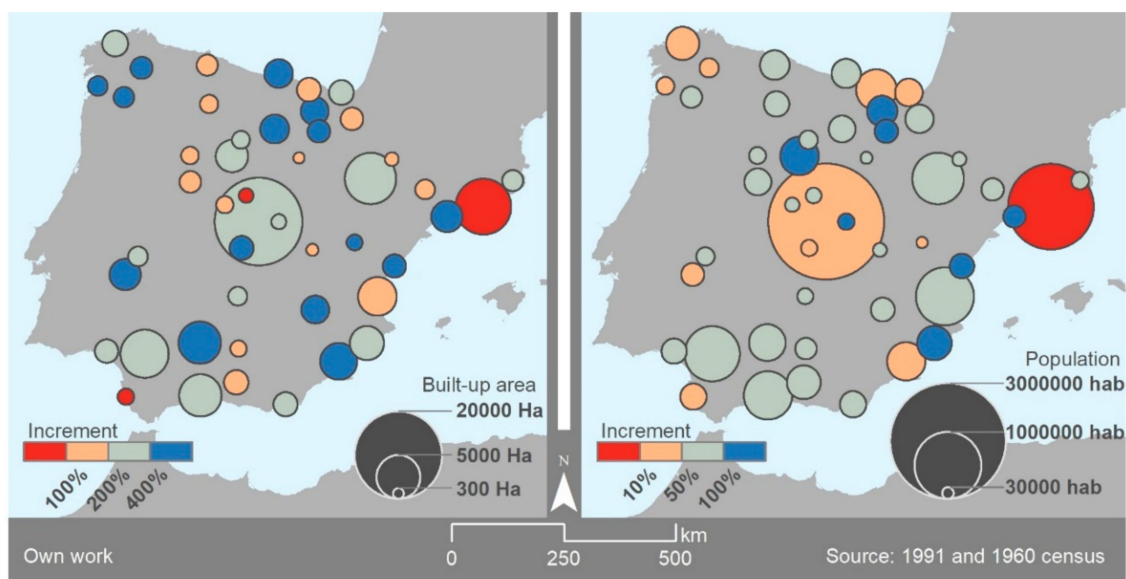 Built-up area
20000 Ha
5000 Ha
300 Ha
Increment
100%
200%
400%
Population
3000000 hab
1000000 hab
30000 hab
Increment
10%
50%
100%
N
km
0 250 500
Own work
Source: 1991 and 1960 census